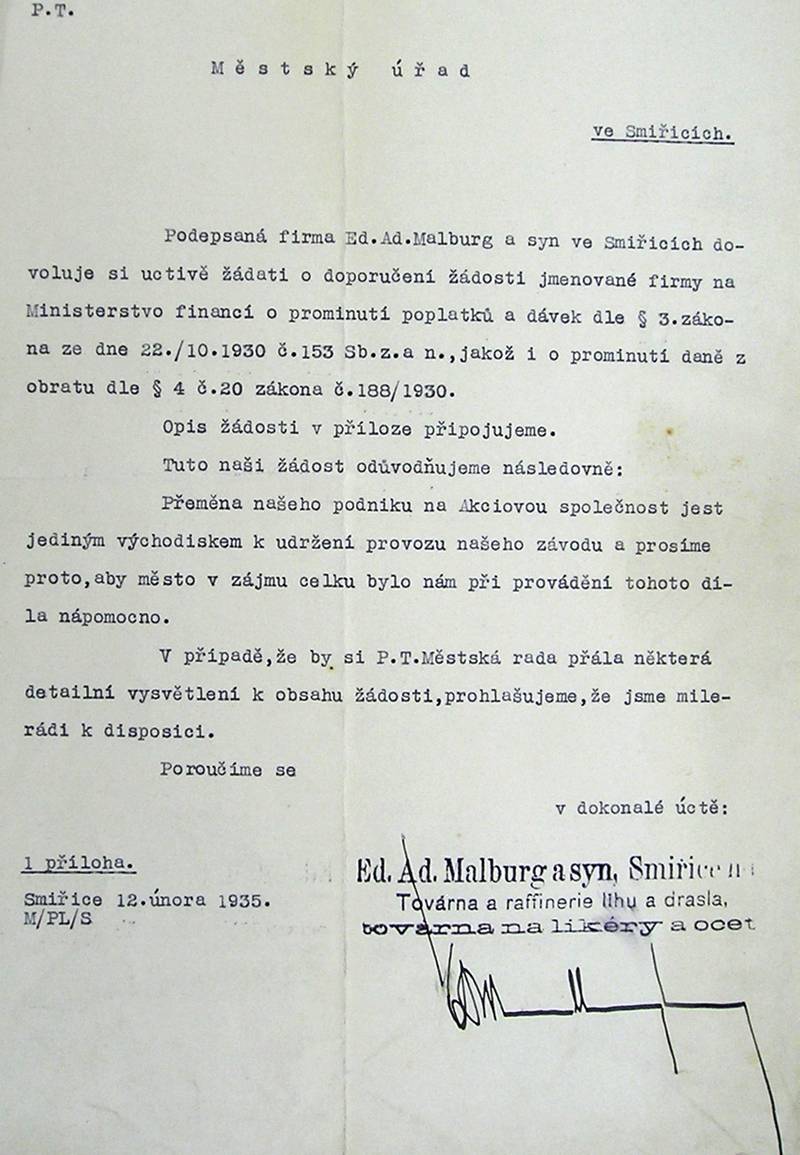 P.T.
Městský úřad
ve Smiřicích.
Podepsaná firma Ed.Ad.Malburg a syn ve Smiřicích do-
voluje si uctivě žádati o doporučení žádosti jmenované firmy na
Ministerstvo financí o prominutí poplatků a dávek dle § 3.záko-
na ze dne 22./10.1930 č.153 Sb.z.a n.,jakož i o prominutí daně z
obratu dle § 4 č.20 zákona č.188/1930.
Opis žádosti v příloze připojujeme.
Tuto naši žádost odůvodňujeme následovně:
Přeměna našeho podniku na Akciovou společnost jest
jediným východiskem k udržení provozu našeho závodu a prosíme
proto,aby město v zájmu celku bylo nám při provádění tohoto dí-
la nápomocno.
V případě,že by si P.T.Městská rada přála některá
detailní vysvětlení k obsahu žádosti,prohlašujeme,že jsme mile-
rádi k disposici.
Poroučíme se
v dokonalé úctě:
1 příloha.
Smiřice 12.února 1935.
M/PL/S
Ed. Ad. Malburg a syn, Smiřice
Továrna a raffinerie lihu a drasla,
továrna na likéry a ocet